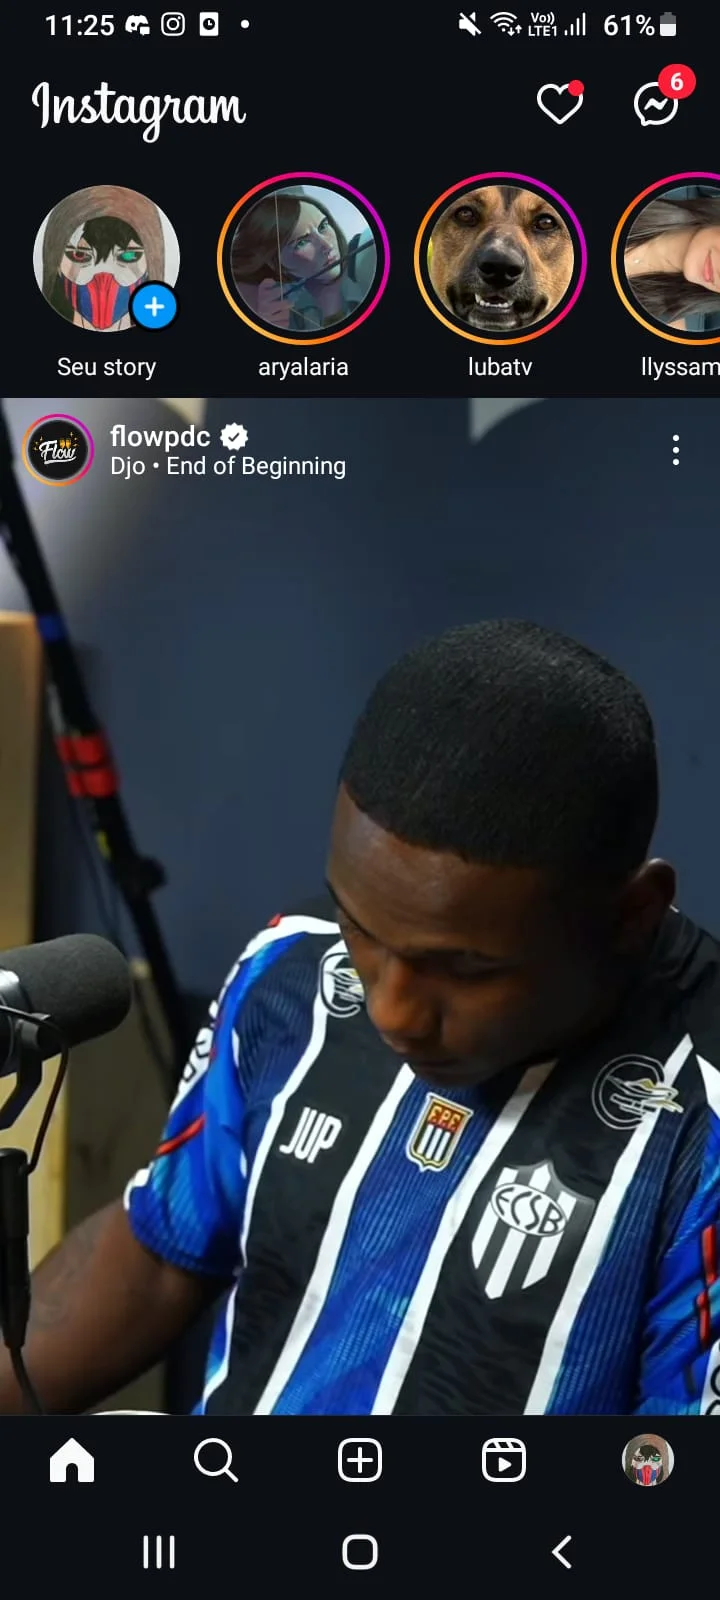 11:25
Vo))
LTE1
61%
Instagram
6
Seu story
aryalaria
lubatv
llyssam
Flow
flowpdc
Djo • End of Beginning
JUP
FPF
ECSB